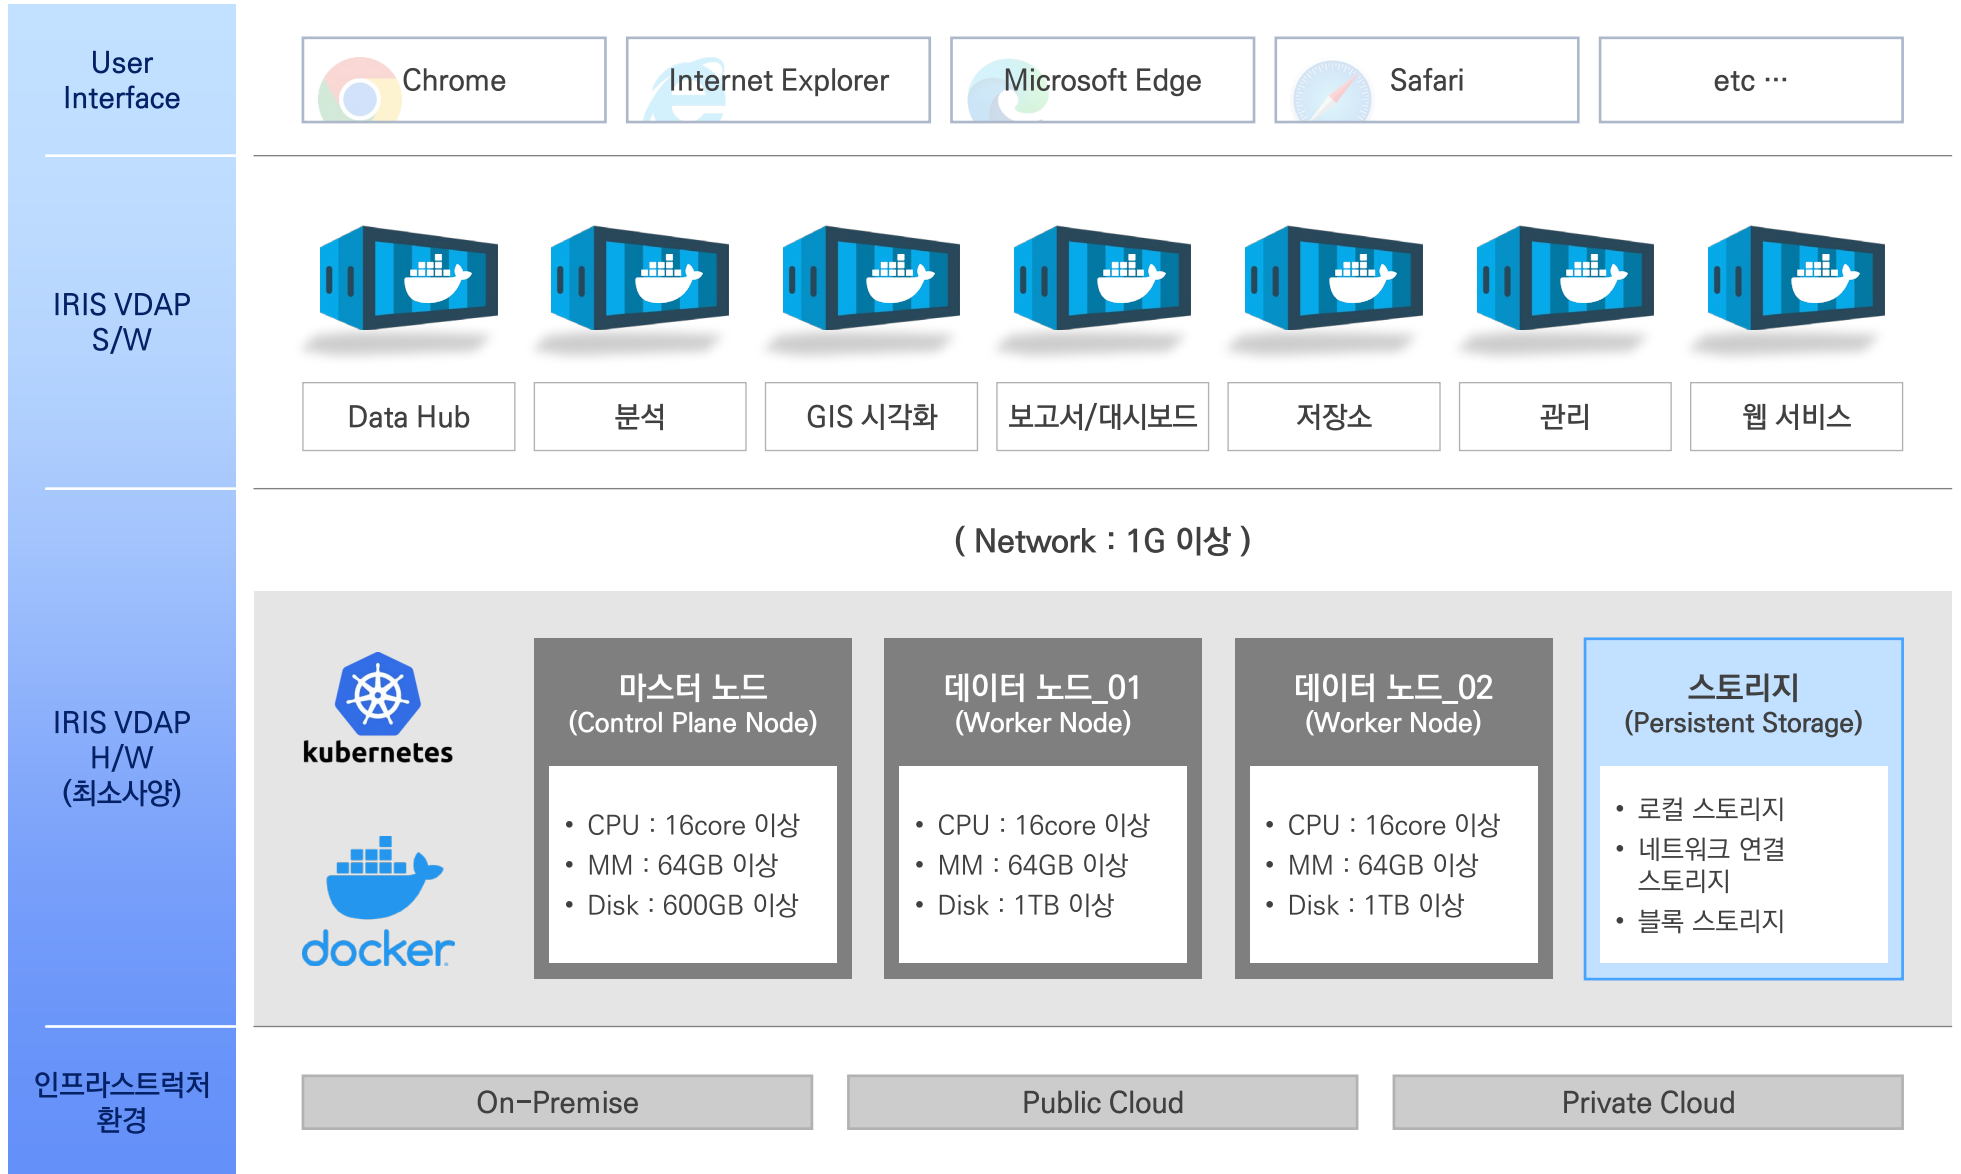 User
Interface
Chrome
Internet Explorer
Microsoft Edge
Safari
etc ⋯
IRIS VDAP
S/W
Data Hub
분석
GIS 시각화
보고서/대시보드
저장소
관리
웹 서비스
( Network : 1G 이상 )
IRIS VDAP
H/W
(최소사양)
kubernetes
docker
마스터 노드
(Control Plane Node)
• CPU : 16core 이상
• MM : 64GB 이상
• Disk : 600GB 이상
데이터 노드_01
(Worker Node)
• CPU : 16core 이상
• MM : 64GB 이상
• Disk : 1TB 이상
데이터 노드_02
(Worker Node)
• CPU : 16core 이상
• MM : 64GB 이상
• Disk : 1TB 이상
스토리지
(Persistent Storage)
• 로컬 스토리지
• 네트워크 연결
스토리지
• 블록 스토리지
인프라스트럭처
환경
On-Premise
Public Cloud
Private Cloud